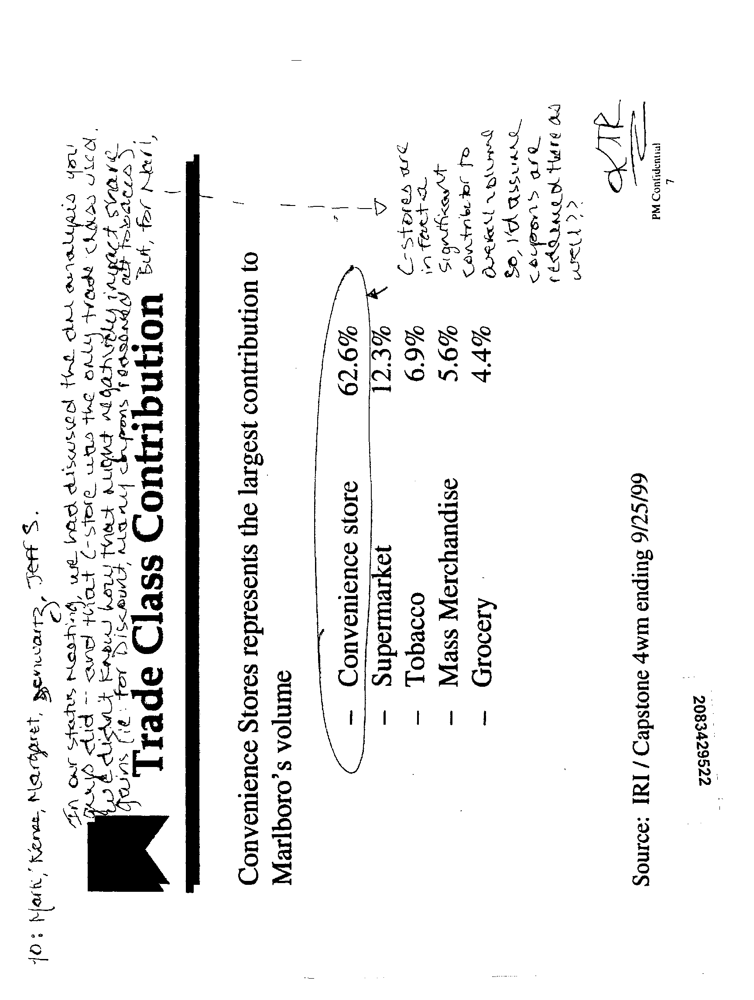 To: Mark, Renee, Margaret, Schwartz, Jeff S.
In our status meeting, we had discussed the dm analysis you
guys did -- and that C-store was the only trade class used.
We didn't know how that might negatively impact share
gains (ie: for Discount, many coupons redeemed at tobaccos)
But, for
Trade Class Contribution
Convenience Stores represents the largest contribution to
Marlboro's volume
– Convenience store 62.6%
– Supermarket 12.3%
– Tobacco 6.9%
– Mass Merchandise 5.6%
– Grocery 4.4%
C-stores are
in fact a
significant
contributor to
overall volume
so, I'd assume
coupons are
redeemed there as
well??
KTR
Source: IRI / Capstone 4wm ending 9/25/99
PM Confidential
7
2083429522